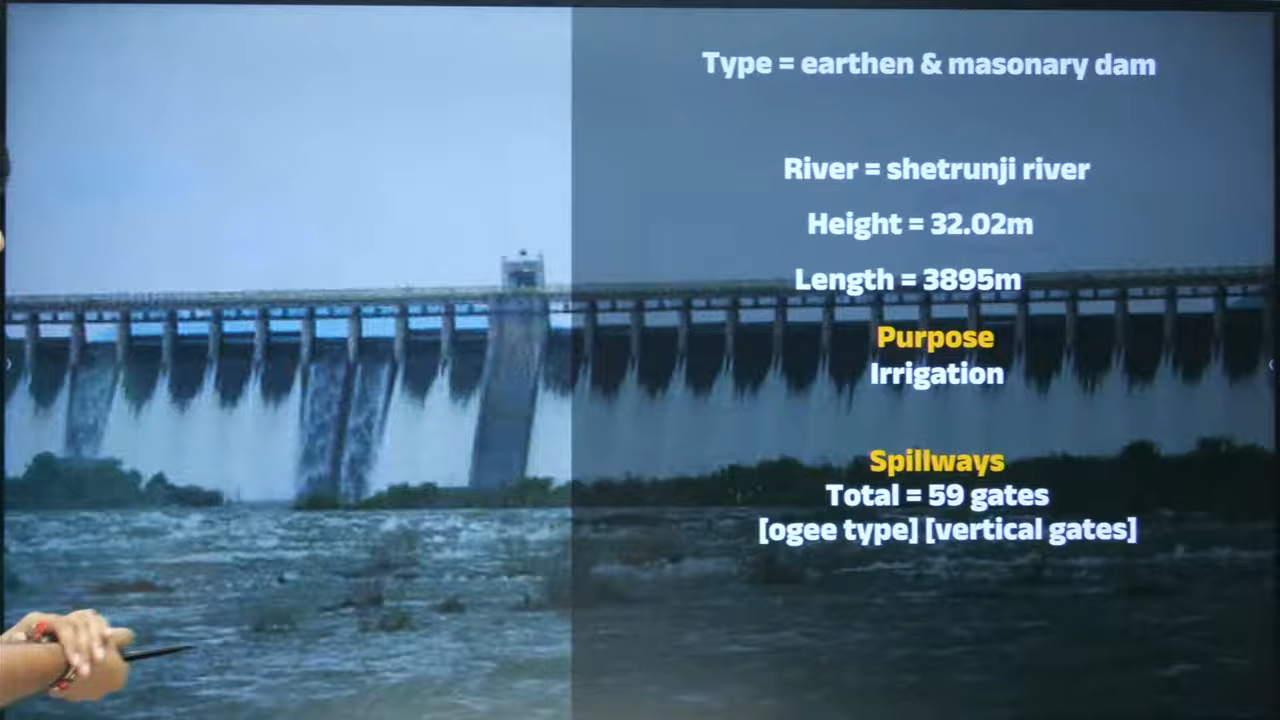 Type = earthen & masonary dam
River = shetrunji river
Height = 32.02m
Length = 3895m
Purpose
Irrigation
Spillways
Total = 59 gates
[ogee type] [vertical gates]